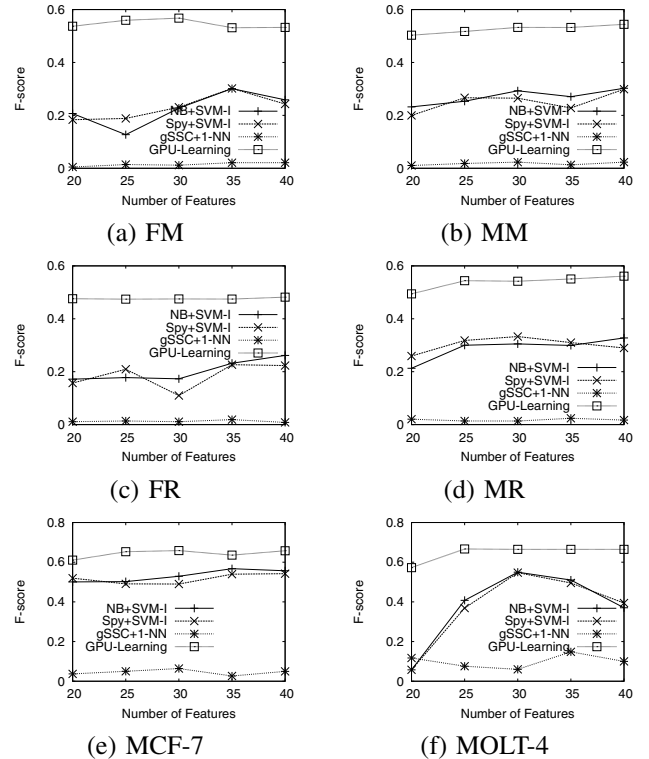 0.6
0.4
0.2
0
F-score
NB+SVM-I
Spy+SVM-I
gSSC+1-NN
GPU-Learning
20 25 30 35 40
Number of Features
(a) FM
0.6
0.4
0.2
0
F-score
NB+SVM-I
Spy+SVM-I
gSSC+1-NN
GPU-Learning
20 25 30 35 40
Number of Features
(b) MM
0.6
0.4
0.2
0
F-score
NB+SVM-I
Spy+SVM-I
gSSC+1-NN
GPU-Learning
20 25 30 35 40
Number of Features
(c) FR
0.6
0.4
0.2
0
F-score
NB+SVM-I
Spy+SVM-I
gSSC+1-NN
GPU-Learning
20 25 30 35 40
Number of Features
(d) MR
0.8
0.6
0.4
0.2
0
F-score
NB+SVM-I
Spy+SVM-I
gSSC+1-NN
GPU-Learning
20 25 30 35 40
Number of Features
(e) MCF-7
0.8
0.6
0.4
0.2
0
F-score
NB+SVM-I
Spy+SVM-I
gSSC+1-NN
GPU-Learning
20 25 30 35 40
Number of Features
(f) MOLT-4